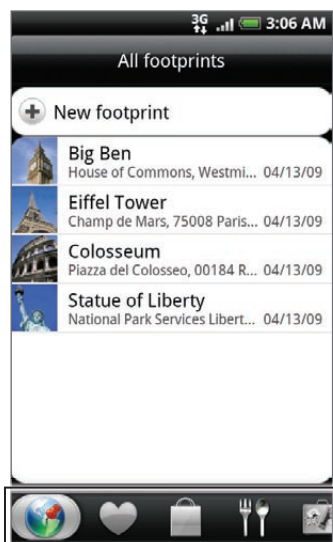 3G 3:06 AM
All footprints
New footprint
Big Ben
House of Commons, Westmi... 04/13/09
Eiffel Tower
Champ de Mars, 75008 Paris... 04/13/09
Colosseum
Piazza del Colosseo, 00184 R... 04/13/09
Statue of Liberty
National Park Services Libert... 04/13/09